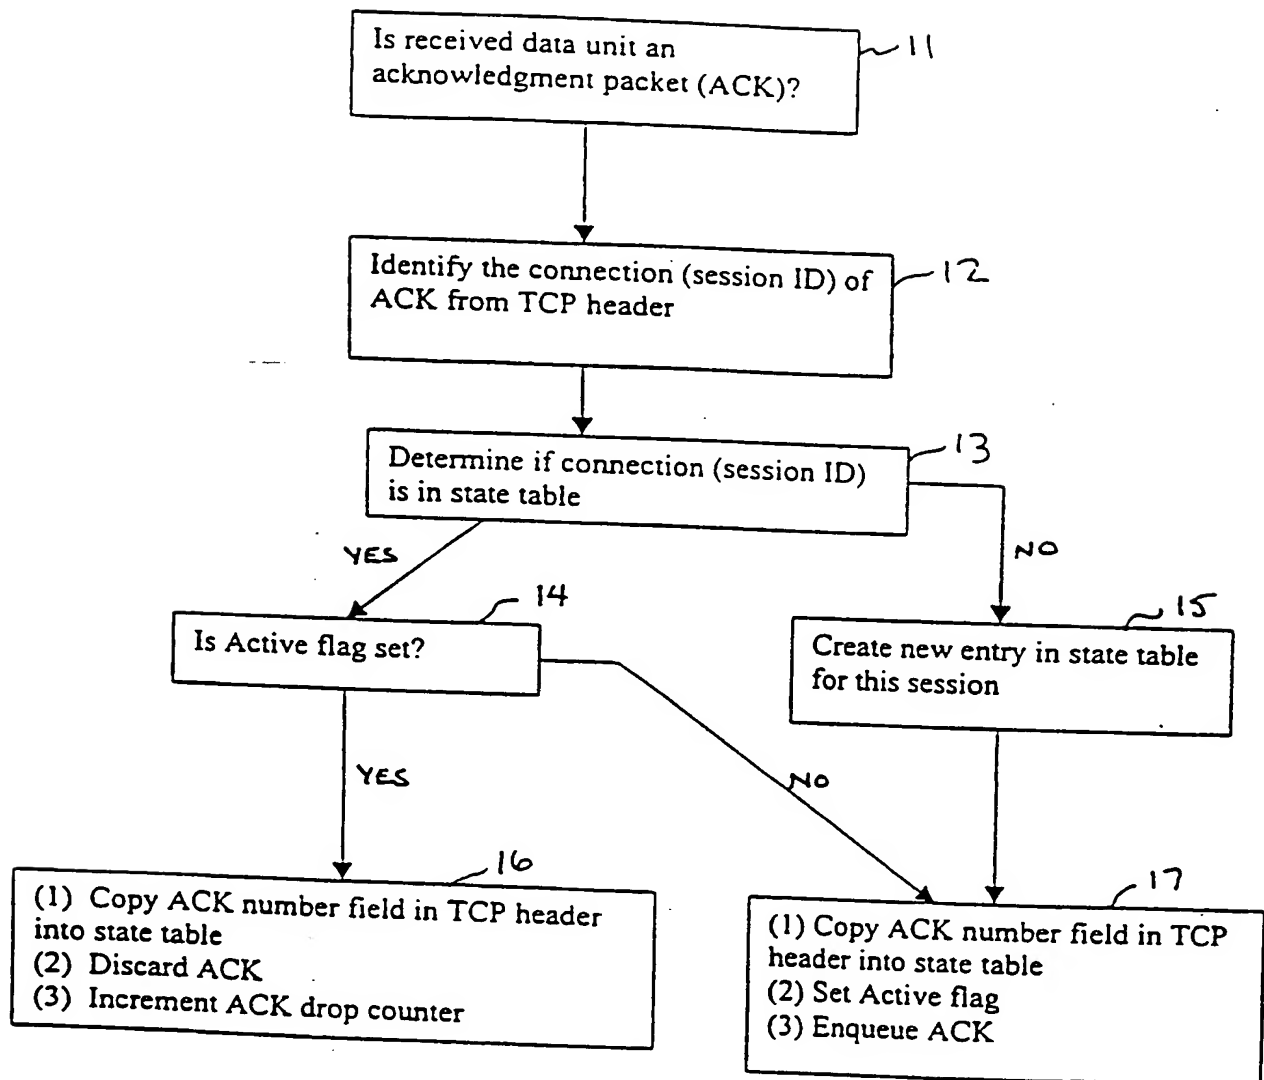 Is received data unit an
acknowledgment packet (ACK)?
11
Identify the connection (session ID) of
ACK from TCP header
12
Determine if connection (session ID)
is in state table
13
YES
NO
Is Active flag set?
14
Create new entry in state table
for this session
15
YES
NO
(1) Copy ACK number field in TCP header
into state table
(2) Discard ACK
(3) Increment ACK drop counter
16
(1) Copy ACK number field in TCP
header into state table
(2) Set Active flag
(3) Enqueue ACK
17